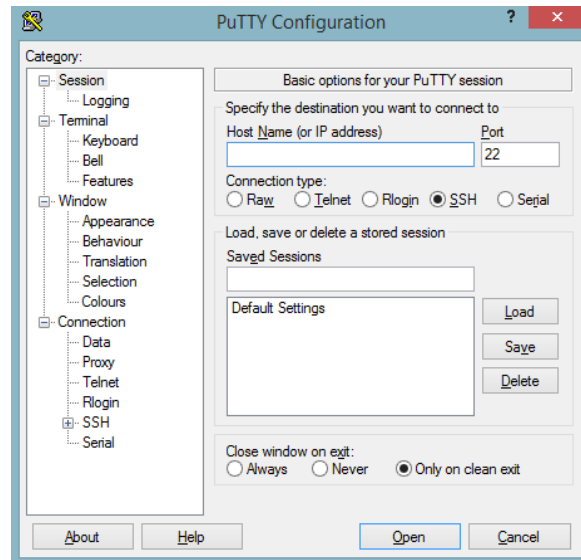 PuTTY Configuration
? ×
Category:
Session
Logging
Terminal
Keyboard
Bell
Features
Window
Appearance
Behaviour
Translation
Selection
Colours
Connection
Data
Proxy
Telnet
Rlogin
SSH
Serial
Basic options for your PuTTY session
Specify the destination you want to connect to
Host Name (or IP address) Port
22
Connection type:
Raw Telnet Rlogin SSH Serial
Load, save or delete a stored session
Saved Sessions
Default Settings
Load
Save
Delete
Close window on exit:
Always Never Only on clean exit
About Help Open Cancel